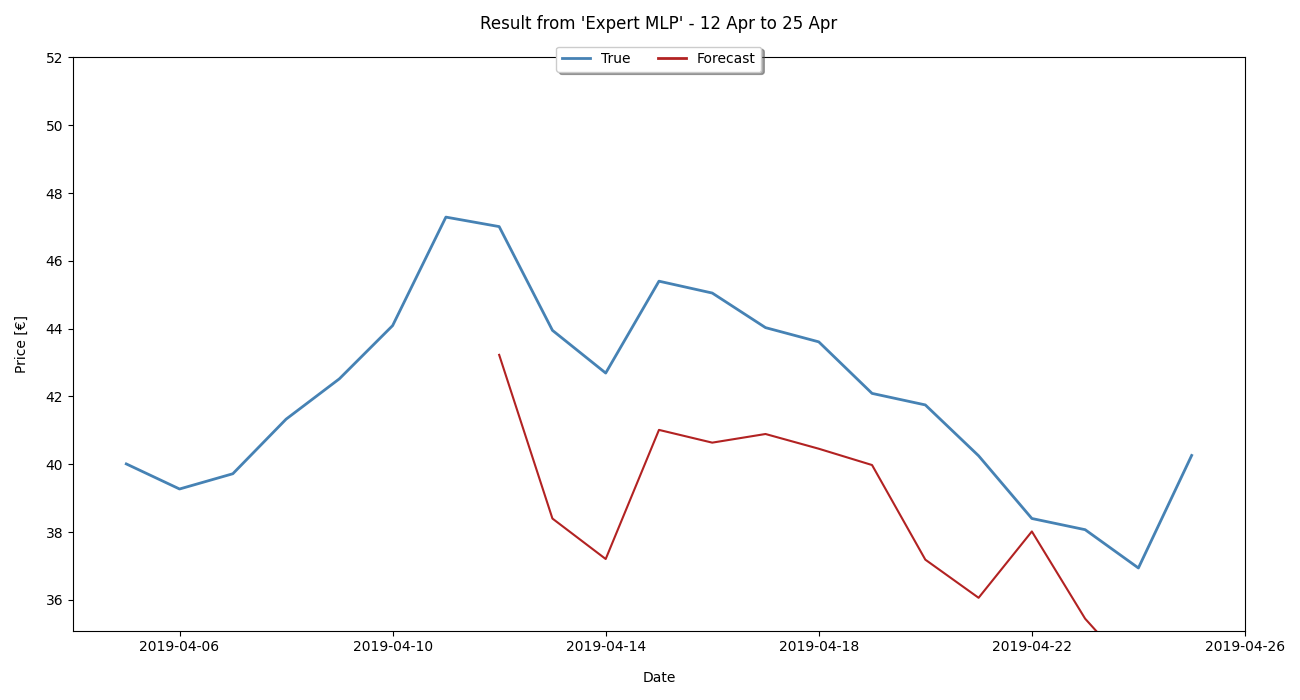 Result from 'Expert MLP' - 12 Apr to 25 Apr
True Forecast
52
50
48
46
44
42
40
38
36
Price [€]
2019-04-06 2019-04-10 2019-04-14 2019-04-18 2019-04-22 2019-04-26
Date